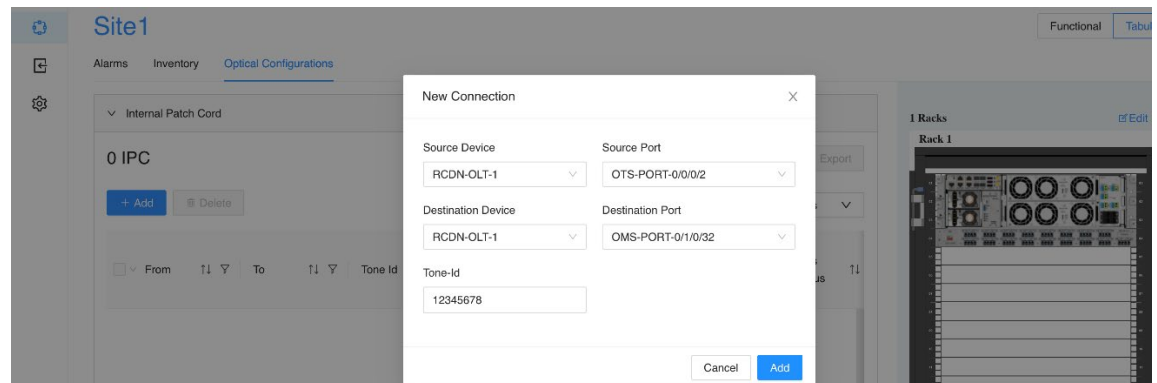 Site1
Functional
Tabul
Alarms
Inventory
Optical Configurations
New Connection
Internal Patch Cord
1 Racks
Edit
Rack 1
Source Device
Source Port
0 IPC
RCDN-OLT-1
OTS-PORT-0/0/0/2
Export
+ Add
Delete
Destination Device
Destination Port
RCDN-OLT-1
OMS-PORT-0/1/0/32
From
To
Tone Id
Tone-Id
12345678
Cancel
Add